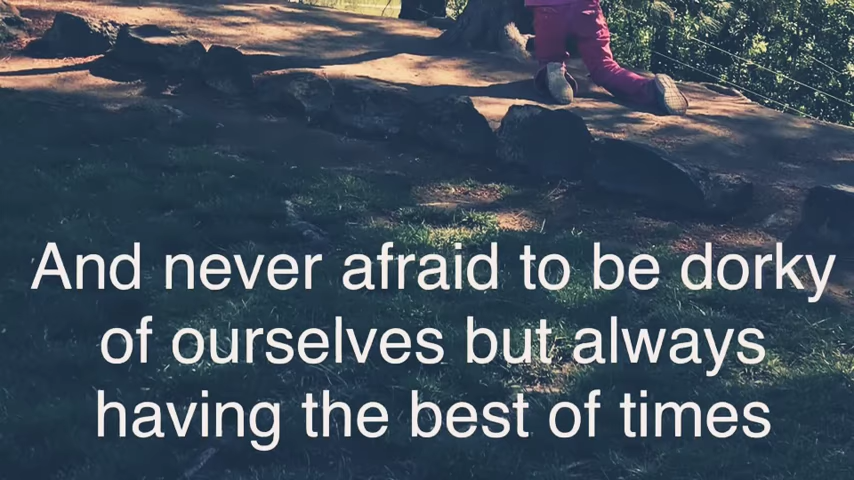 And never afraid to be dorky
of ourselves but always
having the best of times